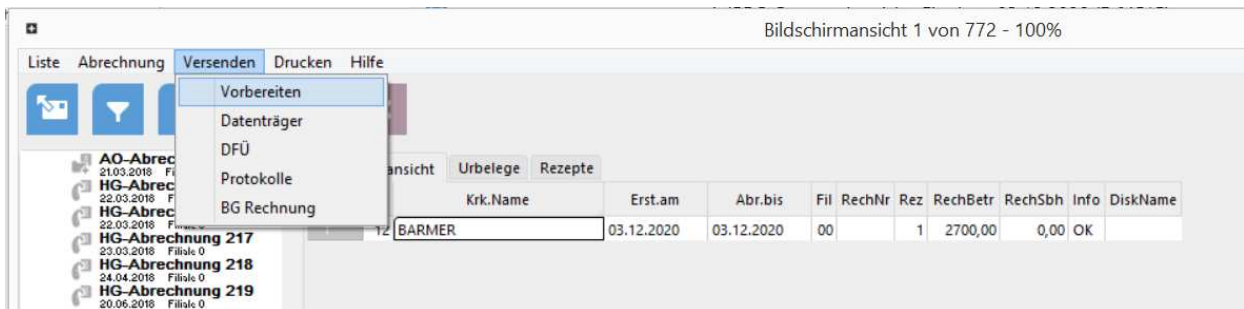 Bildschirmansicht 1 von 772 - 100%
Liste Abrechnung Versenden Drucken Hilfe
Vorbereiten
Datenträger
DFÜ
Protokolle
BG Rechnung
AO-Abrec
21.03.2018
HG-Abrec
22.03.2018
HG-Abrec
22.03.2018
HG-Abrechnung 217
23.03.2018 Filiale 0
HG-Abrechnung 218
24.04.2018 Filiale 0
HG-Abrechnung 219
20.06.2018 Filiale 0
ansicht Urbelege Rezepte
Krk.Name Erst.am Abr.bis Fil RechNr Rez RechBetr RechSbh Info DiskName
12 BARMER 03.12.2020 03.12.2020 00 1 2700,00 0,00 OK